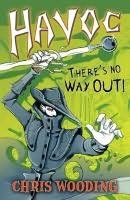 HAVOC
THERE'S NO
WAY OUT!
CHRIS WOODING